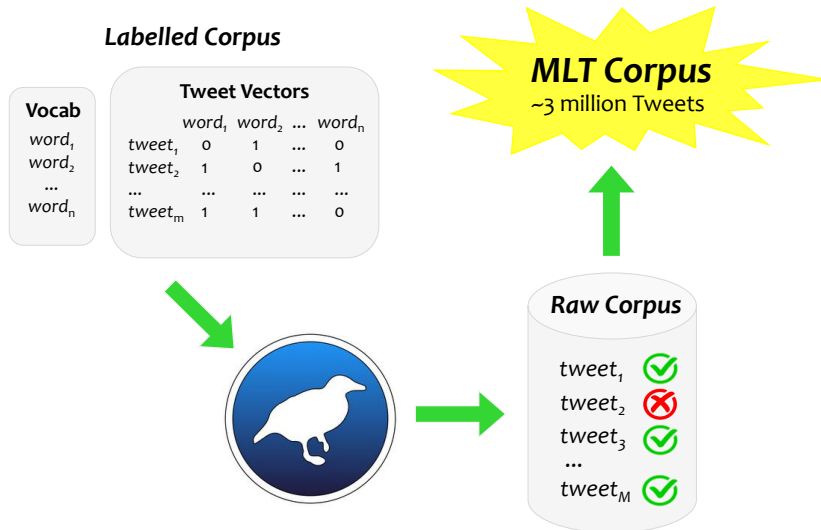 Labelled Corpus
Vocab
word₁
word₂
...
wordₙ
Tweet Vectors
word₁ word₂ ... wordₙ
tweet₁ 0 1 ... 0
tweet₂ 1 0 ... 1
... ... ... ... ...
tweetₘ 1 1 ... 0
MLT Corpus
~3 million Tweets
Raw Corpus
tweet₁
tweet₂
tweet₃
...
tweet_M